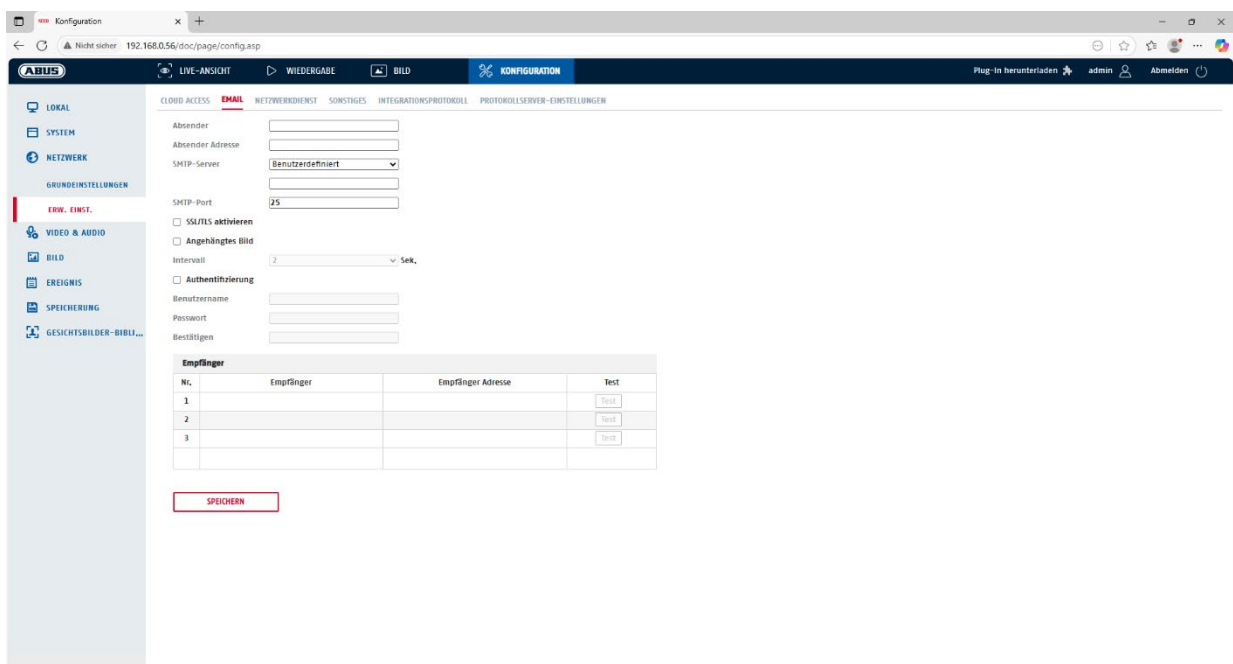 ABUS Konfiguration
Nicht sicher 192.168.0.56/doc/page/config.asp
ABUS LIVE-ANSICHT WIEDERGABE BILD KONFIGURATION Plug-In herunterladen admin Abmelden
LOKAL
SYSTEM
NETZWERK
GRUNDEINSTELLUNGEN
ERW. EINST.
VIDEO & AUDIO
BILD
EREIGNIS
SPEICHERUNG
GESICHTSBILDER-BIBLI...
CLOUD ACCESS EMAIL NETZWERKDIENST SONSTIGES INTEGRATIONSPROTOKOLL PROTOKOLLSERVER-EINSTELLUNGEN
Absender
Absender Adresse
SMTP-Server Benutzerdefiniert
SMTP-Port 25
SSL/TLS aktivieren
Angehängtes Bild
Intervall 2 Sek.
Authentifizierung
Benutzername
Passwort
Bestätigen
Empfänger
Nr. Empfänger Empfänger Adresse Test
1 Test
2 Test
3 Test
SPEICHERN